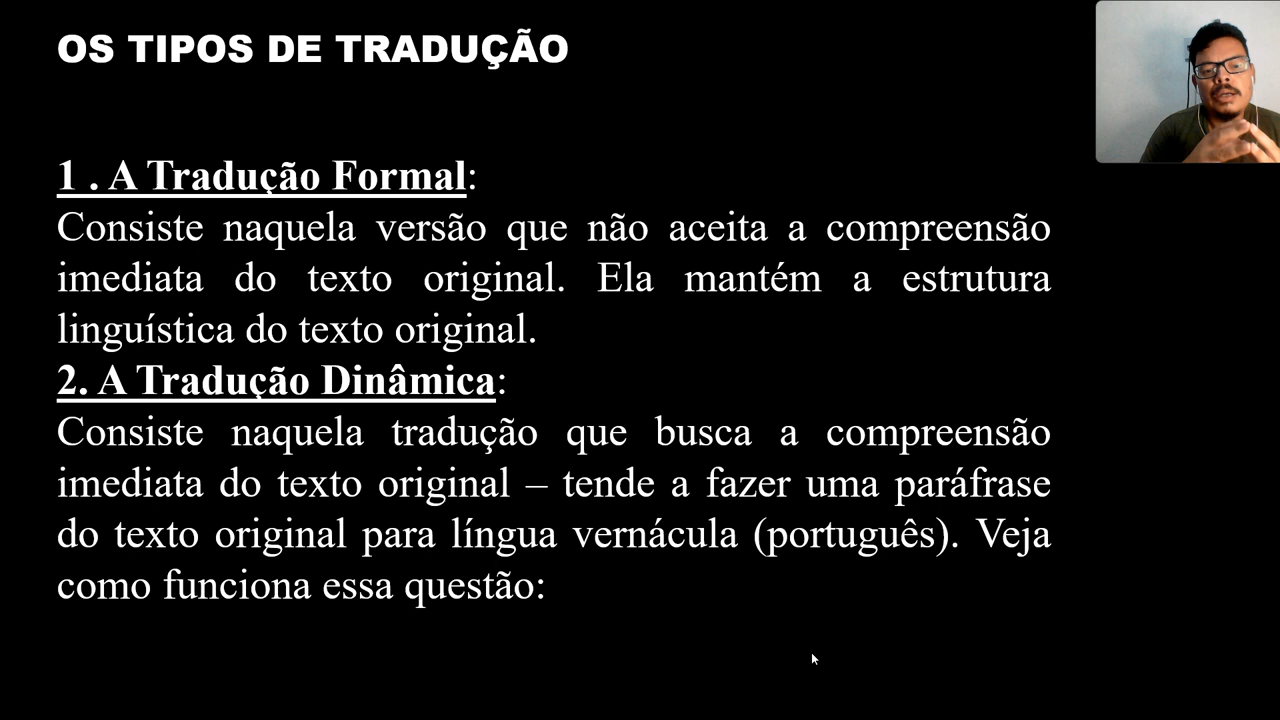 OS TIPOS DE TRADUÇÃO
1 . A Tradução Formal:
Consiste naquela versão que não aceita a compreensão
imediata do texto original. Ela mantém a estrutura
linguística do texto original.
2. A Tradução Dinâmica:
Consiste naquela tradução que busca a compreensão
imediata do texto original – tende a fazer uma paráfrase
do texto original para língua vernácula (português). Veja
como funciona essa questão: